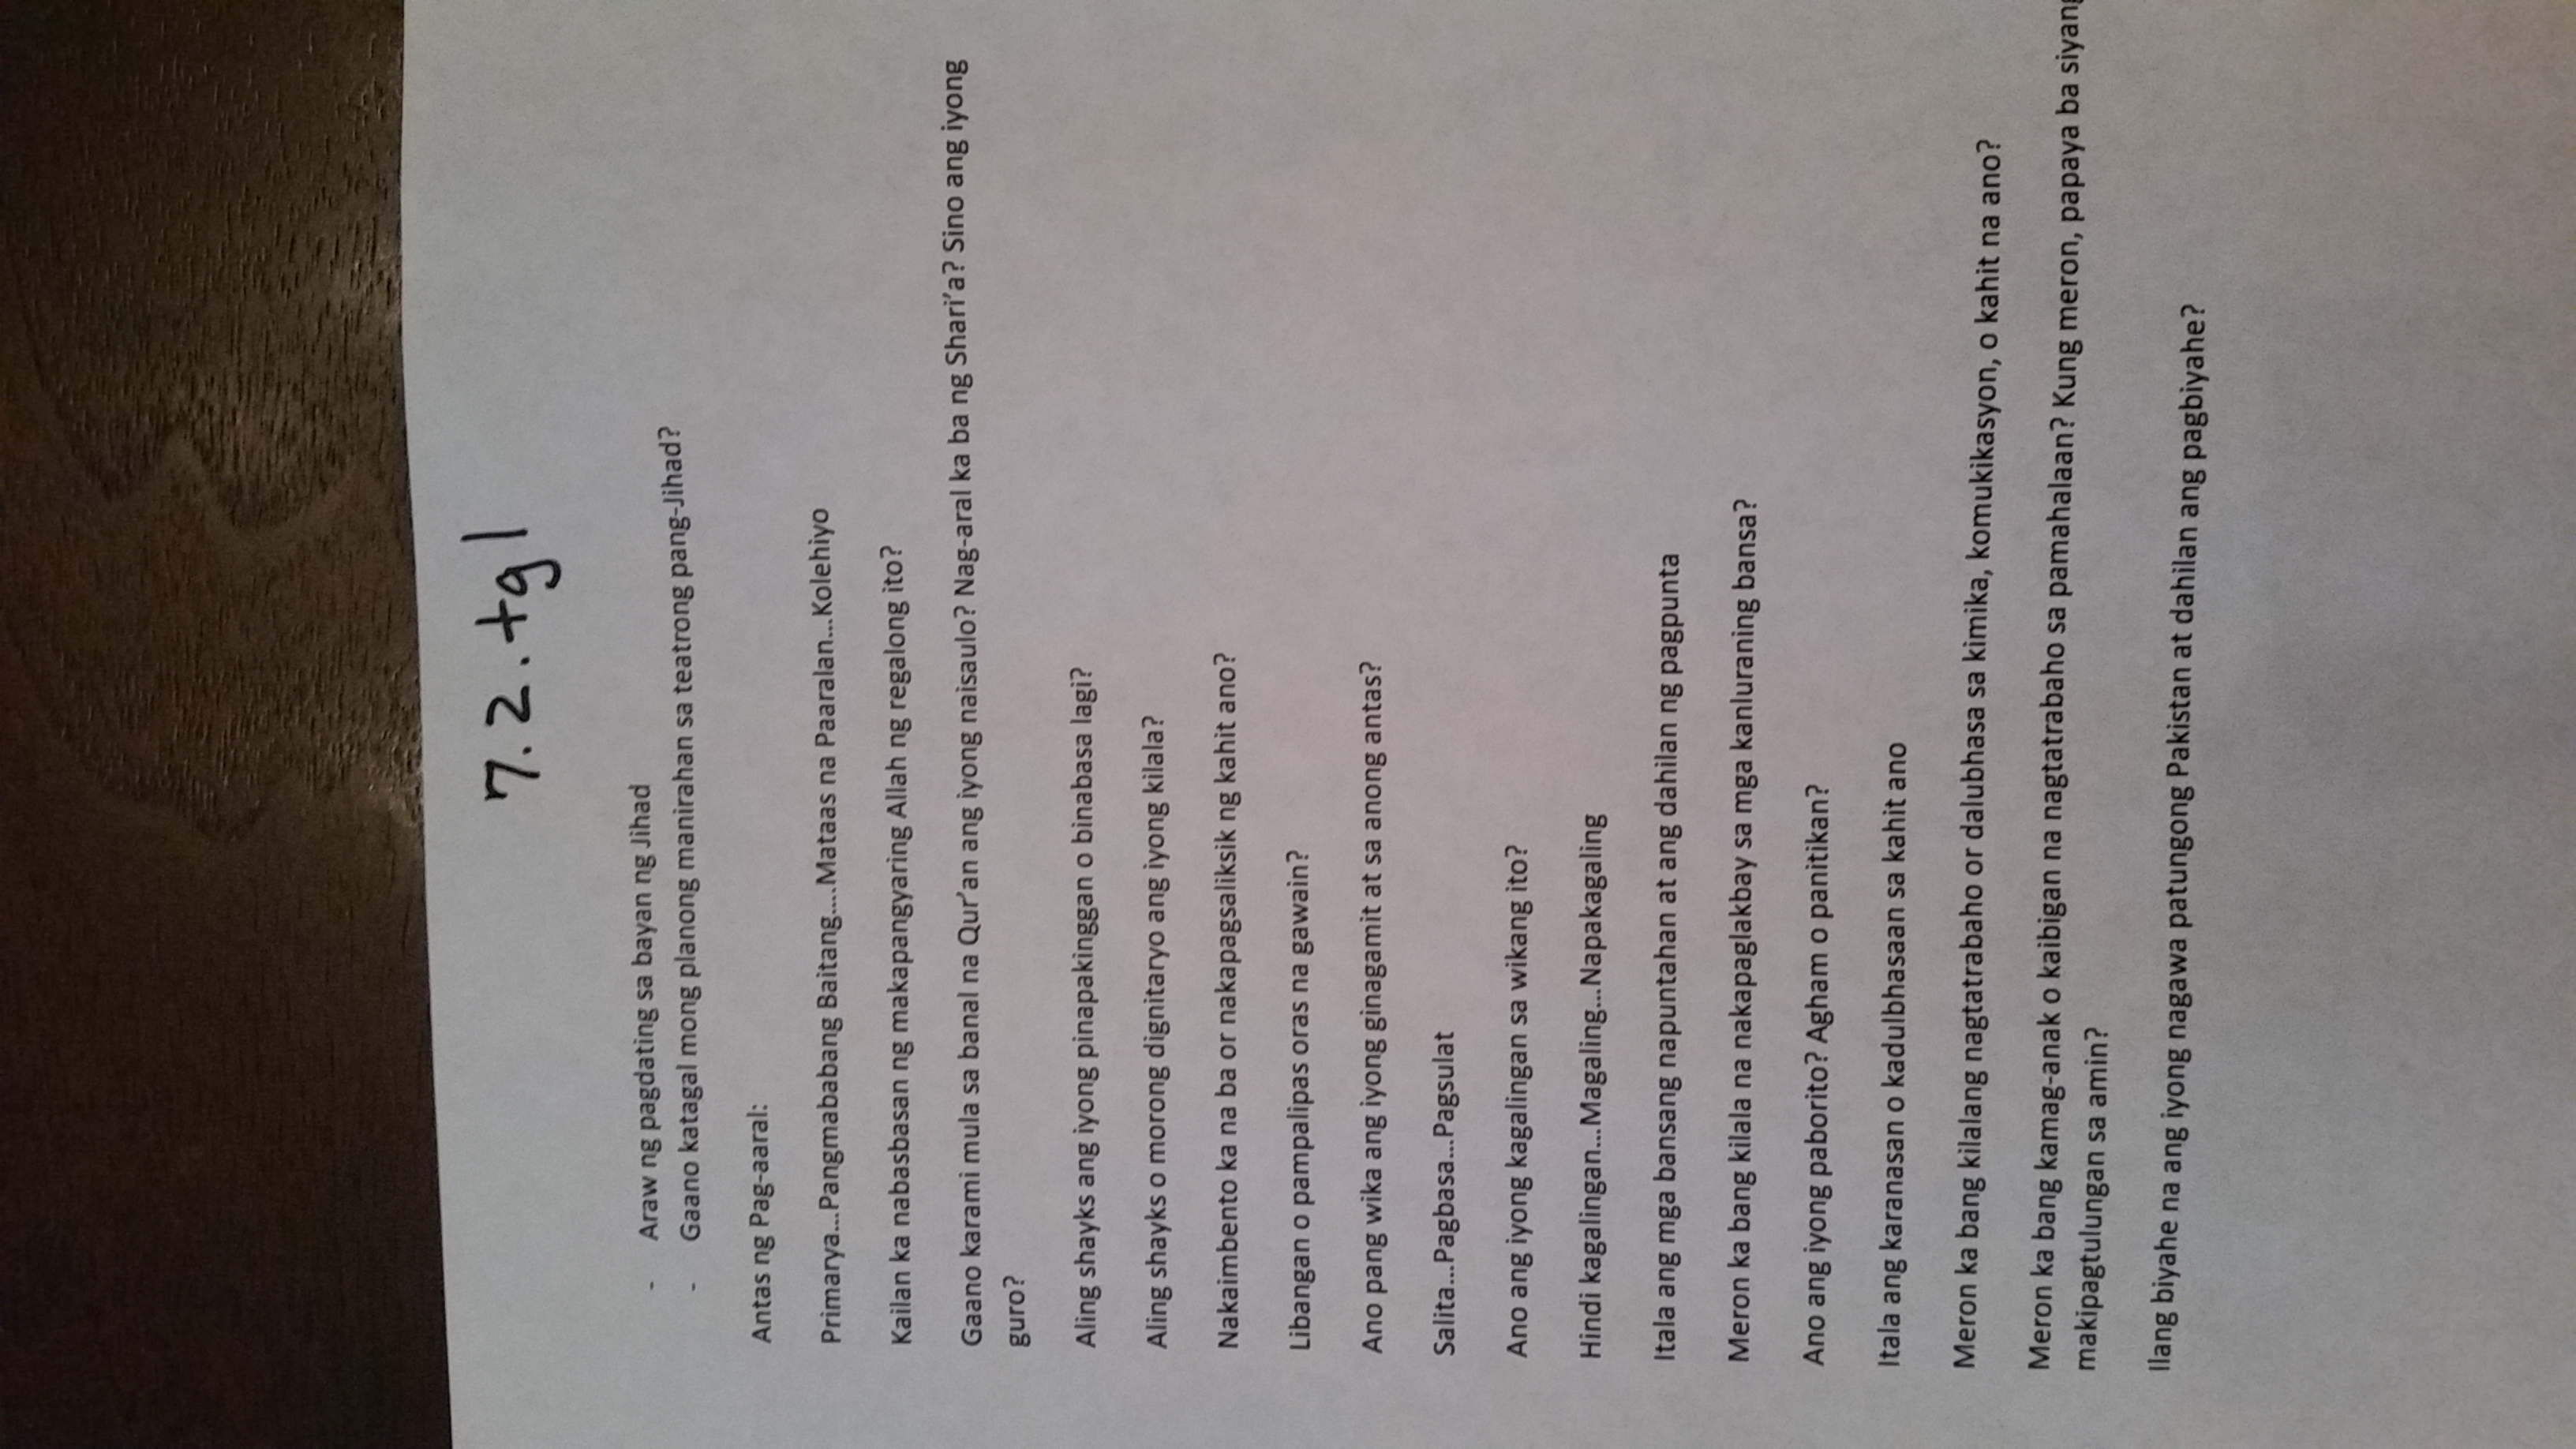 7.2.tgl
- Araw ng pagdating sa bayan ng Jihad
- Gaano katagal mong planong manirahan sa teatrong pang-Jihad?
Antas ng Pag-aaral:
Primarya...Pangmababang Baitang....Mataas na Paaralan...Kolehiyo
Kailan ka nabasbasan ng makapangyaring Allah ng regalong ito?
Gaano karami mula sa banal na Qur’an ang iyong naisaulo? Nag-aral ka ba ng Shari’a? Sino ang iyong
guro?
Aling shayks ang iyong pinapakinggan o binabasa lagi?
Aling shayks o morong dignitaryo ang iyong kilala?
Nakaimbento ka na ba or nakapagsaliksik ng kahit ano?
Libangan o pampalipas oras na gawain?
Ano pang wika ang iyong ginagamit at sa anong antas?
Salita...Pagbasa...Pagsulat
Ano ang iyong kagalingan sa wikang ito?
Hindi kagalingan...Magaling...Napakagaling
Itala ang mga bansang napuntahan at ang dahilan ng pagpunta
Meron ka bang kilala na nakapaglakbay sa mga kanluraning bansa?
Ano ang iyong paborito? Agham o panitikan?
Itala ang karanasan o kadulbhasaan sa kahit ano
Meron ka bang kilalang nagtatrabaho or dalubhasa sa kimika, komukikasyon, o kahit na ano?
Meron ka bang kamag-anak o kaibigan na nagtatrabaho sa pamahalaan? Kung meron, papaya ba siyang
makipagtulungan sa amin?
Ilang biyahe na ang iyong nagawa patungong Pakistan at dahilan ang pagbiyahe?